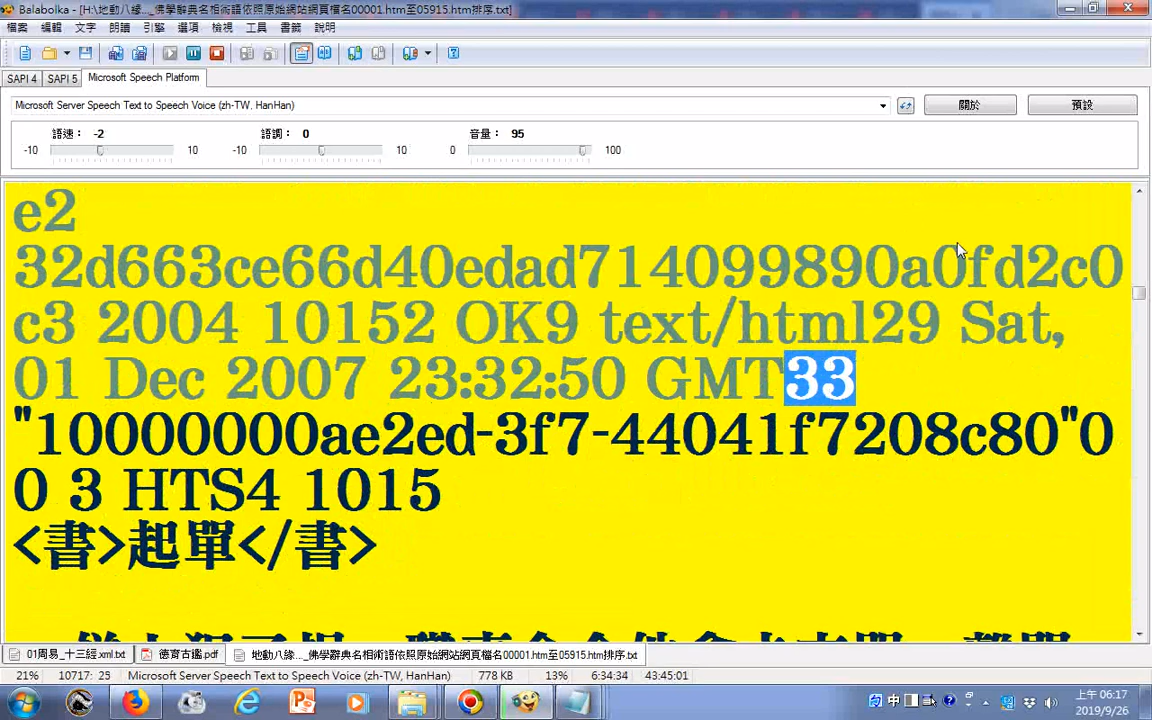 Balabolka - [H:\地動八緣..._佛學辭典名相術語依照原始網站網頁檔名00001.htm至05915.htm排序.txt]
檔案 編輯 文字 朗讀 引擎 選項 檢視 工具 書籤 說明
SAPI 4 SAPI 5 Microsoft Speech Platform
Microsoft Server Speech Text to Speech Voice (zh-TW, HanHan) 關於 預設
語速： -2 語調： 0 音量： 95
-10 10 -10 10 0 100
e2
32d663ce66d40edad714099890a0fd2c0
c3 2004 10152 OK9 text/html29 Sat,
01 Dec 2007 23:32:50 GMT33
"10000000ae2ed-3f7-44041f7208c80"0
0 3 HTS4 1015
<書>起單</書>
01周易_十三經.xml.txt 德育古鑑.pdf 地動八緣..._佛學辭典名相術語依照原始網站網頁檔名00001.htm至05915.htm排序.txt
21% 10717: 25 Microsoft Server Speech Text to Speech Voice (zh-TW, HanHan) 778 KB 13% 6:34:34 43:45:01
中 上午 06:17
2019/9/26